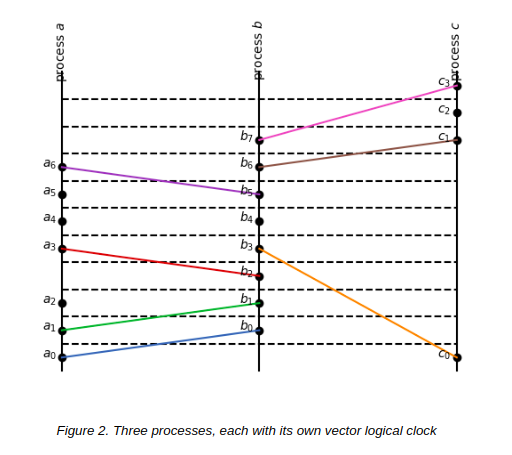 process a
process b
process c
c3
c2
b7
c1
a6
b6
a5
b5
a4
b4
a3
b3
b2
a2
b1
a1
b0
a0
c0
Figure 2. Three processes, each with its own vector logical clock